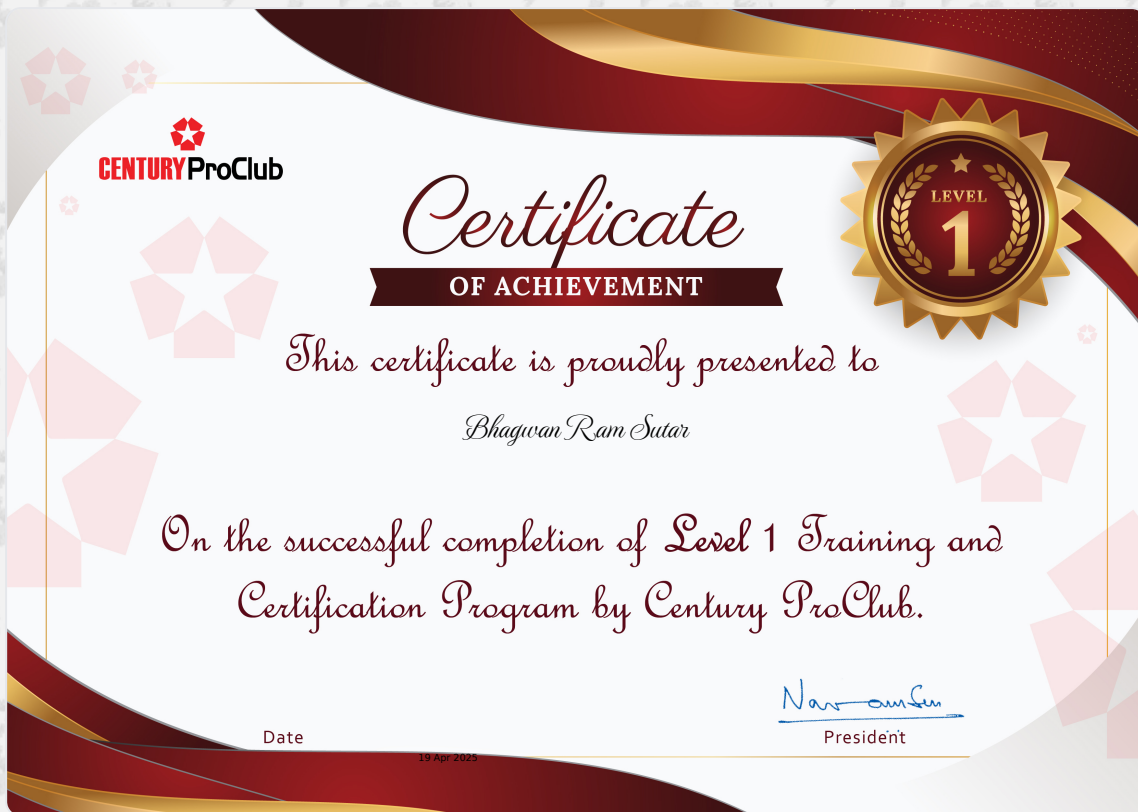 CENTURY ProClub
LEVEL
1
Certificate
OF ACHIEVEMENT
This certificate is proudly presented to
Bhagwan Ram Sutar
On the successful completion of Level 1 Training and
Certification Program by Century ProClub.
Date
President
19 Apr 2025